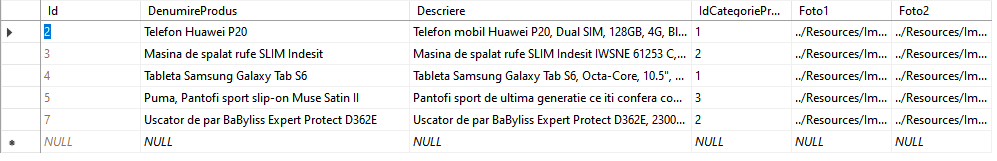 Id DenumireProdus Descriere IdCategoriePr... Foto1 Foto2
2 Telefon Huawei P20 Telefon mobil Huawei P20, Dual SIM, 128GB, 4G, Bl... 1 ../Resources/Im... ../Resources/Im...
3 Masina de spalat rufe SLIM Indesit Masina de spalat rufe SLIM Indesit IWSNE 61253 C,... 2 ../Resources/Im... ../Resources/Im...
4 Tableta Samsung Galaxy Tab S6 Tableta Samsung Galaxy Tab S6, Octa-Core, 10.5", ... 1 ../Resources/Im... ../Resources/Im...
5 Puma, Pantofi sport slip-on Muse Satin II Pantofi sport de ultima generatie ce iti confera co... 3 ../Resources/Im... ../Resources/Im...
7 Uscator de par BaByliss Expert Protect D362E Uscator de par BaByliss Expert Protect D362E, 2300... 2 ../Resources/Im... ../Resources/Im...
NULL NULL NULL NULL NULL NULL